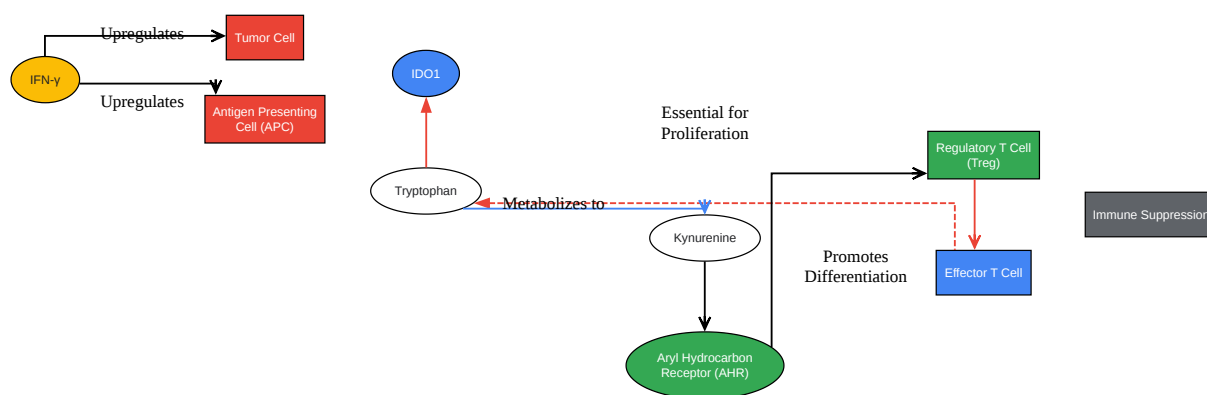 Upregulates
Tumor Cell
IFN-γ
Upregulates
Antigen Presenting
Cell (APC)
IDO1
Tryptophan
Metabolizes to
Essential for
Proliferation
Kynurenine
Aryl Hydrocarbon
Receptor (AHR)
Promotes
Differentiation
Regulatory T Cell
(Treg)
Effector T Cell
Immune Suppression